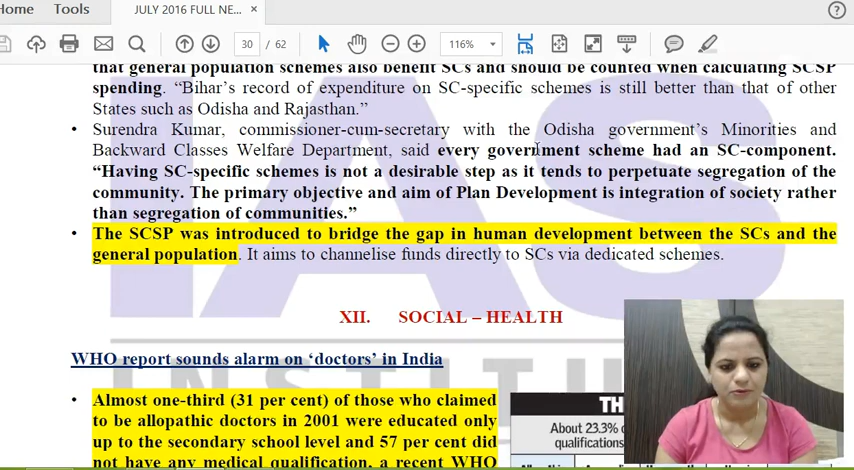 Home Tools JULY 2016 FULL NE... × ?
30 / 62 116%
that general population schemes also benefit SCs and should be counted when calculating SCSP
spending. “Bihar’s record of expenditure on SC-specific schemes is still better than that of other
States such as Odisha and Rajasthan.”
• Surendra Kumar, commissioner-cum-secretary with the Odisha government’s Minorities and
Backward Classes Welfare Department, said every government scheme had an SC-component.
“Having SC-specific schemes is not a desirable step as it tends to perpetuate segregation of the
community. The primary objective and aim of Plan Development is integration of society rather
than segregation of communities.”
• The SCSP was introduced to bridge the gap in human development between the SCs and the
general population. It aims to channelise funds directly to SCs via dedicated schemes.
IAS
XII. SOCIAL – HEALTH
WHO report sounds alarm on ‘doctors’ in India
• Almost one-third (31 per cent) of those who claimed
to be allopathic doctors in 2001 were educated only
up to the secondary school level and 57 per cent did
not have any medical qualification, a recent WHO
TH
About 23.3%
qualifications